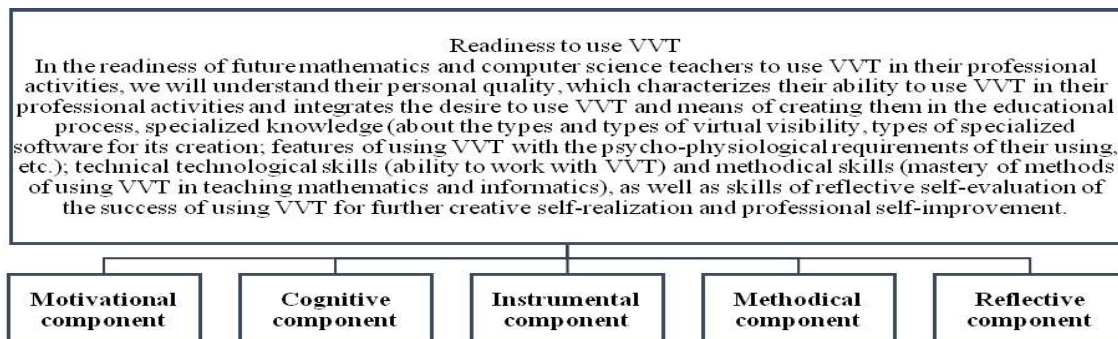 Readiness to use VVT
In the readiness of future mathematics and computer science teachers to use VVT in their professional
activities, we will understand their personal quality, which characterizes their ability to use VVT in their
professional activities and integrates the desire to use VVT and means of creating them in the educational
process, specialized knowledge (about the types and types of virtual visibility, types of specialized
software for its creation; features of using VVT with the psycho-physiological requirements of their using,
etc.); technical technological skills (ability to work with VVT) and methodical skills (mastery of methods
of using VVT in teaching mathematics and informatics), as well as skills of reflective self-evaluation of
the success of using VVT for further creative self-realization and professional self-improvement.
Motivational
component
Cognitive
component
Instrumental
component
Methodical
component
Reflective
component